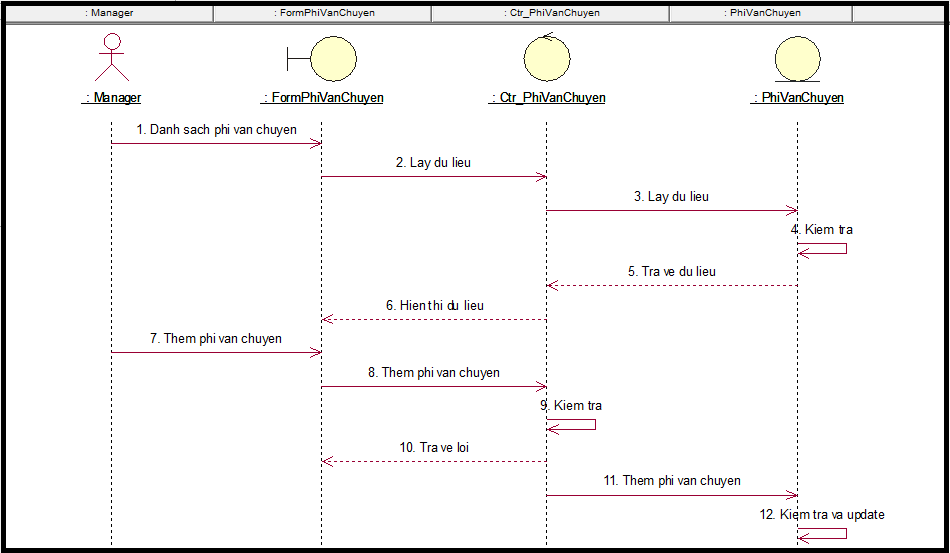 : Manager
: FormPhiVanChuyen
: Ctr_PhiVanChuyen
: PhiVanChuyen
: Manager
: FormPhiVanChuyen
: Ctr_PhiVanChuyen
: PhiVanChuyen
1. Danh sach phi van chuyen
2. Lay du lieu
3. Lay du lieu
4. Kiem tra
5. Tra ve du lieu
6. Hien thi du lieu
7. Them phi van chuyen
8. Them phi van chuyen
9. Kiem tra
10. Tra ve loi
11. Them phi van chuyen
12. Kiem tra va update